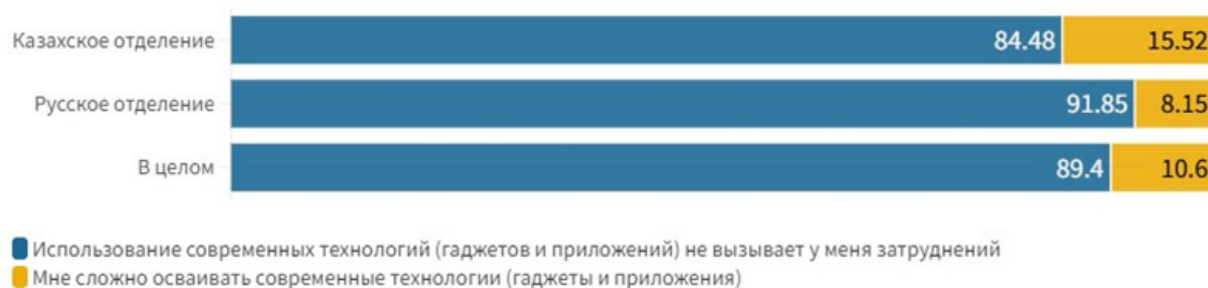 Казахское отделение 84.48 15.52
Русское отделение 91.85 8.15
В целом 89.4 10.6
Использование современных технологий (гаджетов и приложений) не вызывает у меня затруднений
Мне сложно осваивать современные технологии (гаджеты и приложения)